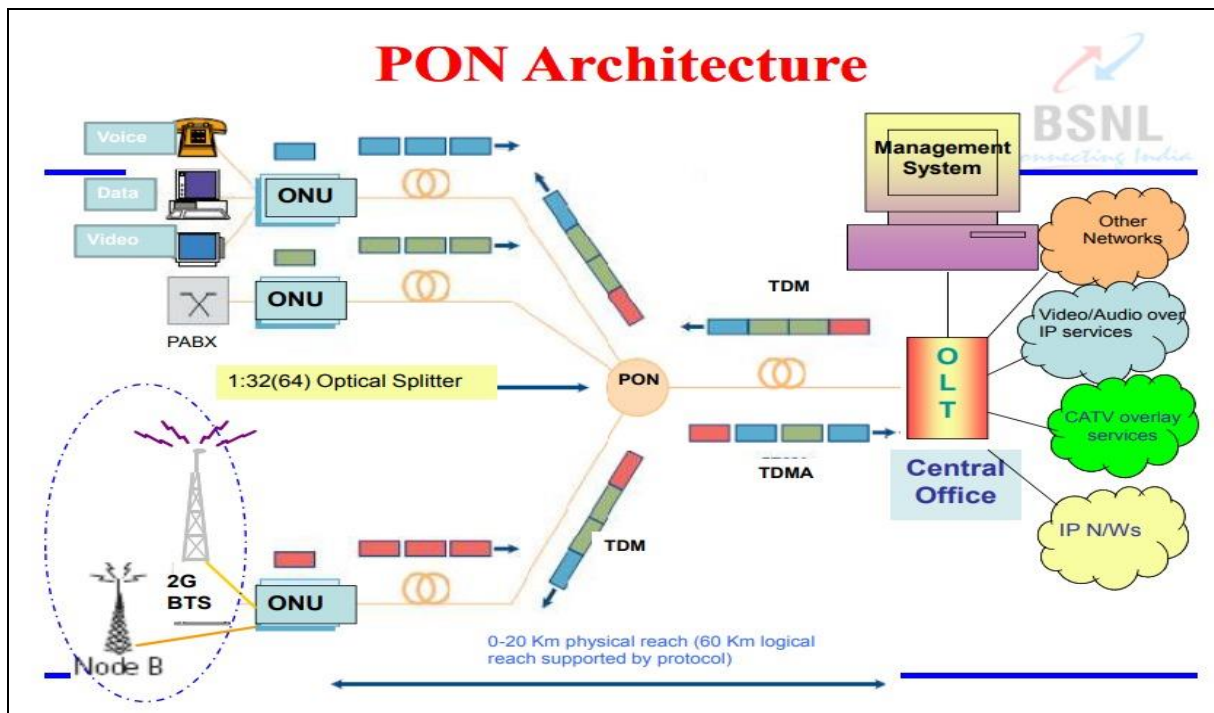 PON Architecture
BSNL
Connecting India
Voice
Data
Video
ONU
ONU
PABX
1:32(64) Optical Splitter
PON
TDM
TDMA
TDM
Management
System
Other
Networks
Video/Audio over
IP services
OLT
CATV overlay
services
Central
Office
IP N/Ws
2G
BTS
ONU
Node B
0-20 Km physical reach (60 Km logical
reach supported by protocol)